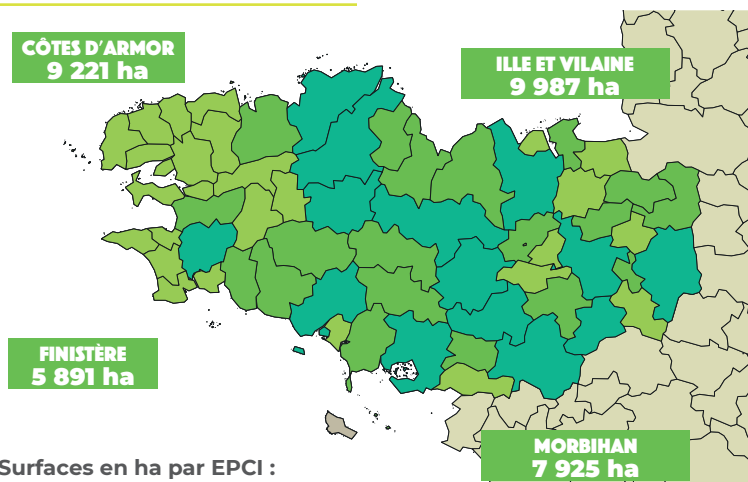 CÔTES D'ARMOR
9 221 ha
ILLE ET VILAINE
9 987 ha
FINISTÈRE
5 891 ha
MORBIHAN
7 925 ha
Surfaces en ha par EPCI :